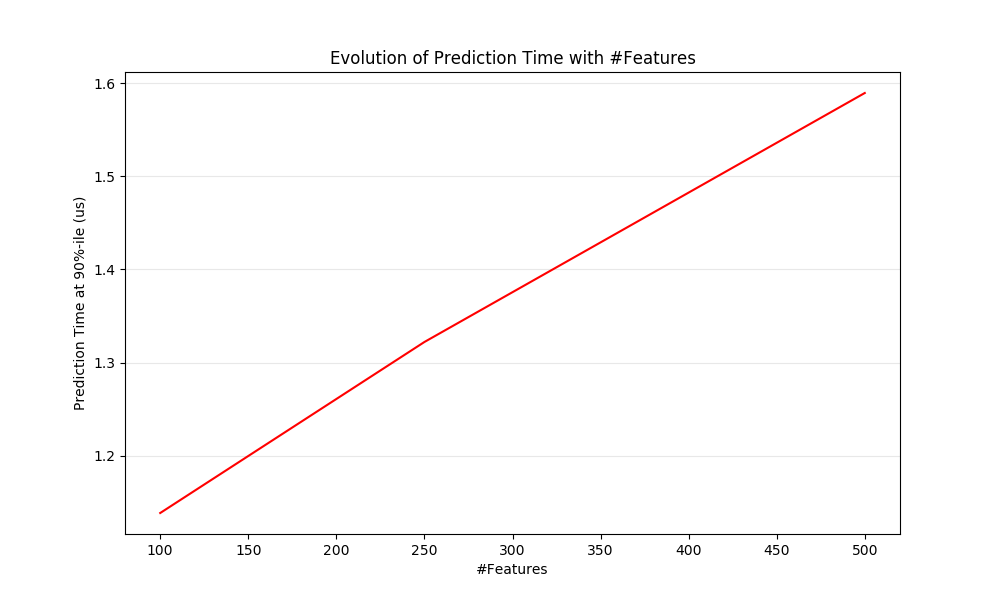 Evolution of Prediction Time with #Features
Prediction Time at 90%-ile (us)
1.6
1.5
1.4
1.3
1.2
100 150 200 250 300 350 400 450 500
#Features